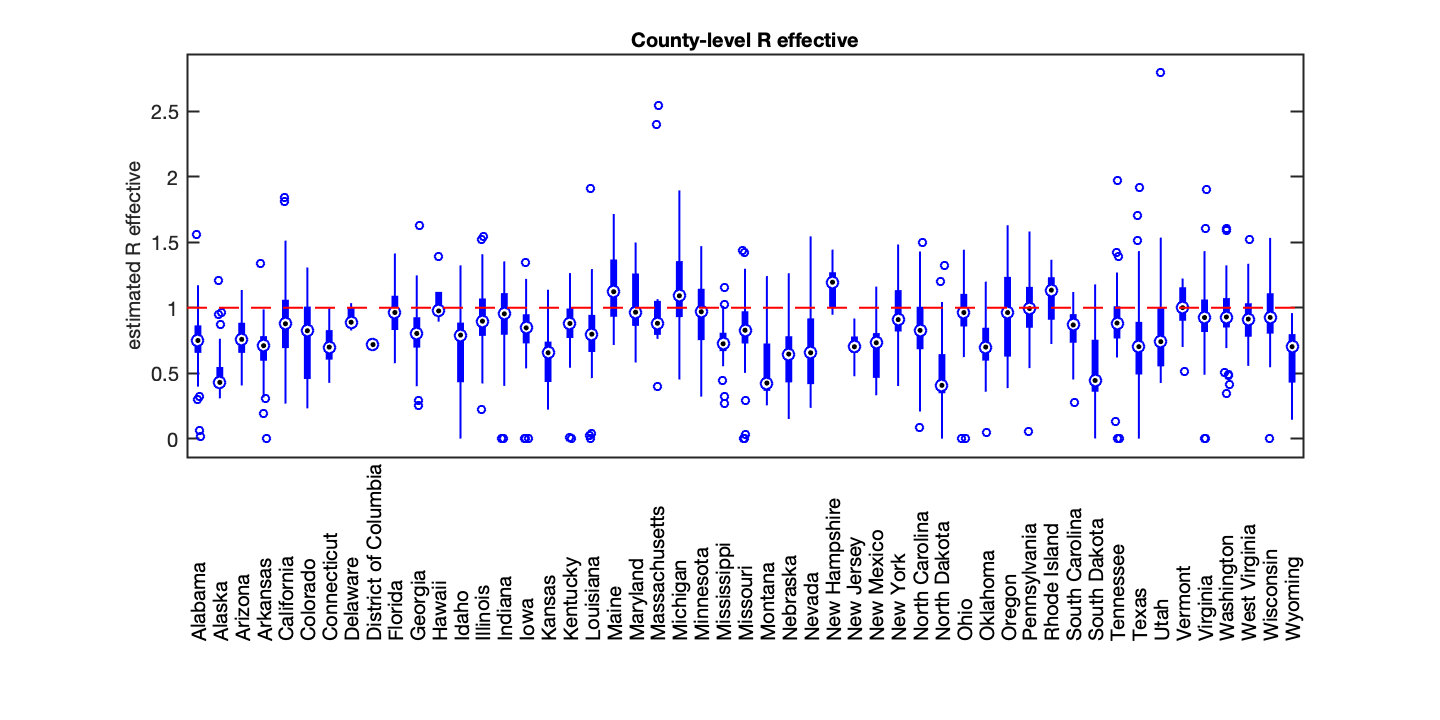 County-level R effective
estimated R effective
2.5
2
1.5
1
0.5
0
Alabama
Alaska
Arizona
Arkansas
California
Colorado
Connecticut
Delaware
District of Columbia
Florida
Georgia
Hawaii
Idaho
Illinois
Indiana
Iowa
Kansas
Kentucky
Louisiana
Maine
Maryland
Massachusetts
Michigan
Minnesota
Mississippi
Missouri
Montana
Nebraska
Nevada
New Hampshire
New Jersey
New Mexico
New York
North Carolina
North Dakota
Ohio
Oklahoma
Oregon
Pennsylvania
Rhode Island
South Carolina
South Dakota
Tennessee
Texas
Utah
Vermont
Virginia
Washington
West Virginia
Wisconsin
Wyoming